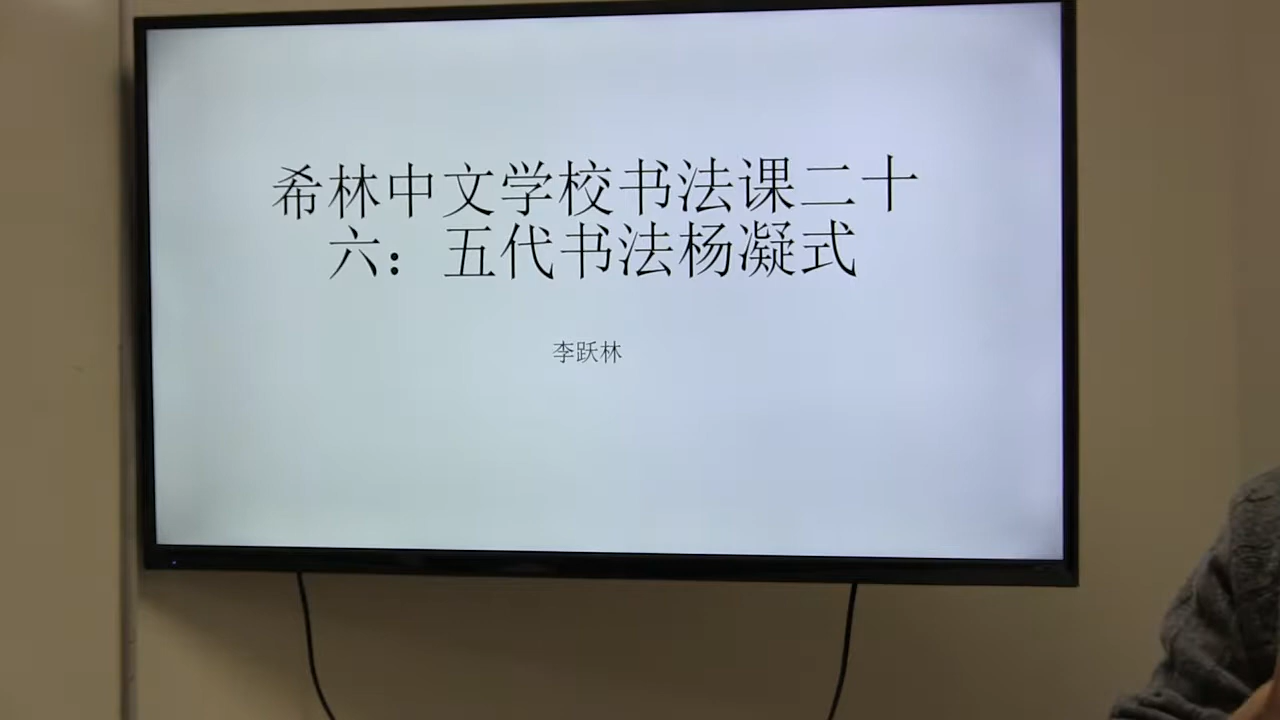 希林中文学校书法课二十
六：五代书法杨凝式
李跃林